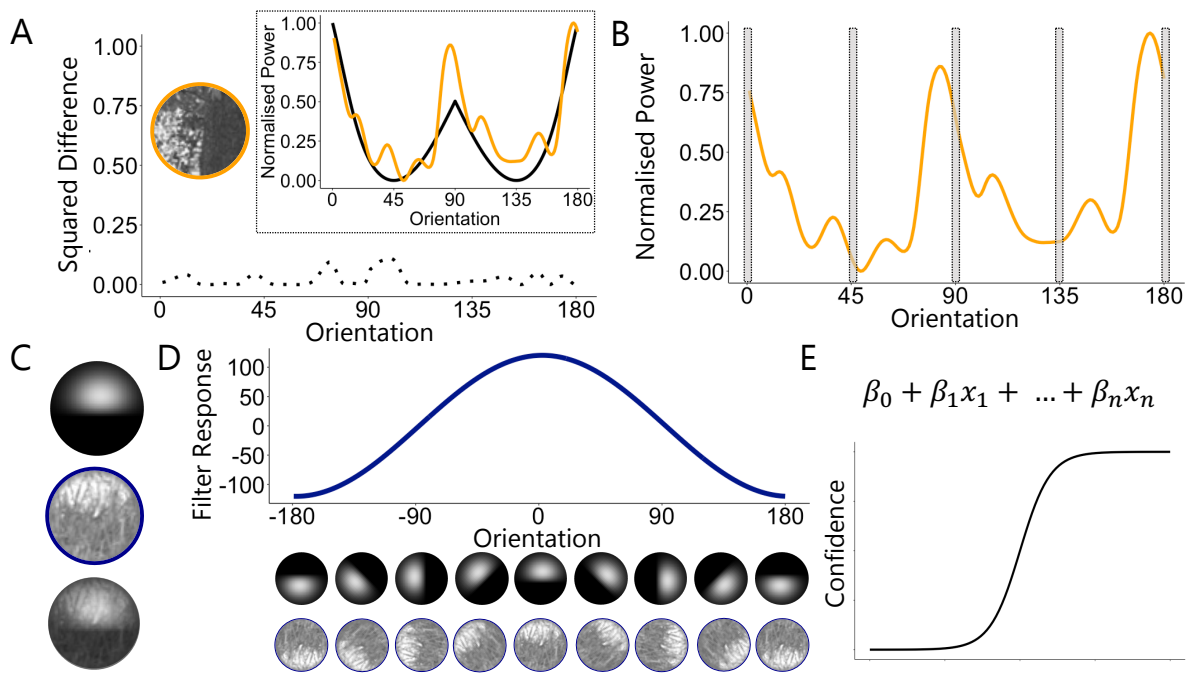 A
Squared Difference
1.00
0.75
0.50
0.25
0.00
0
45
90
135
180
Orientation
Normalised Power
1.00
0.75
0.50
0.25
0.00
0
45
90
135
180
Orientation
B
Normalised Power
1.00
0.75
0.50
0.25
0.00
0
45
90
135
180
Orientation
C
D
Filter Response
100
50
0
-50
-100
-180
-90
0
90
180
Orientation
E
β₀ + β₁x₁ + ... + βₙxₙ
Confidence